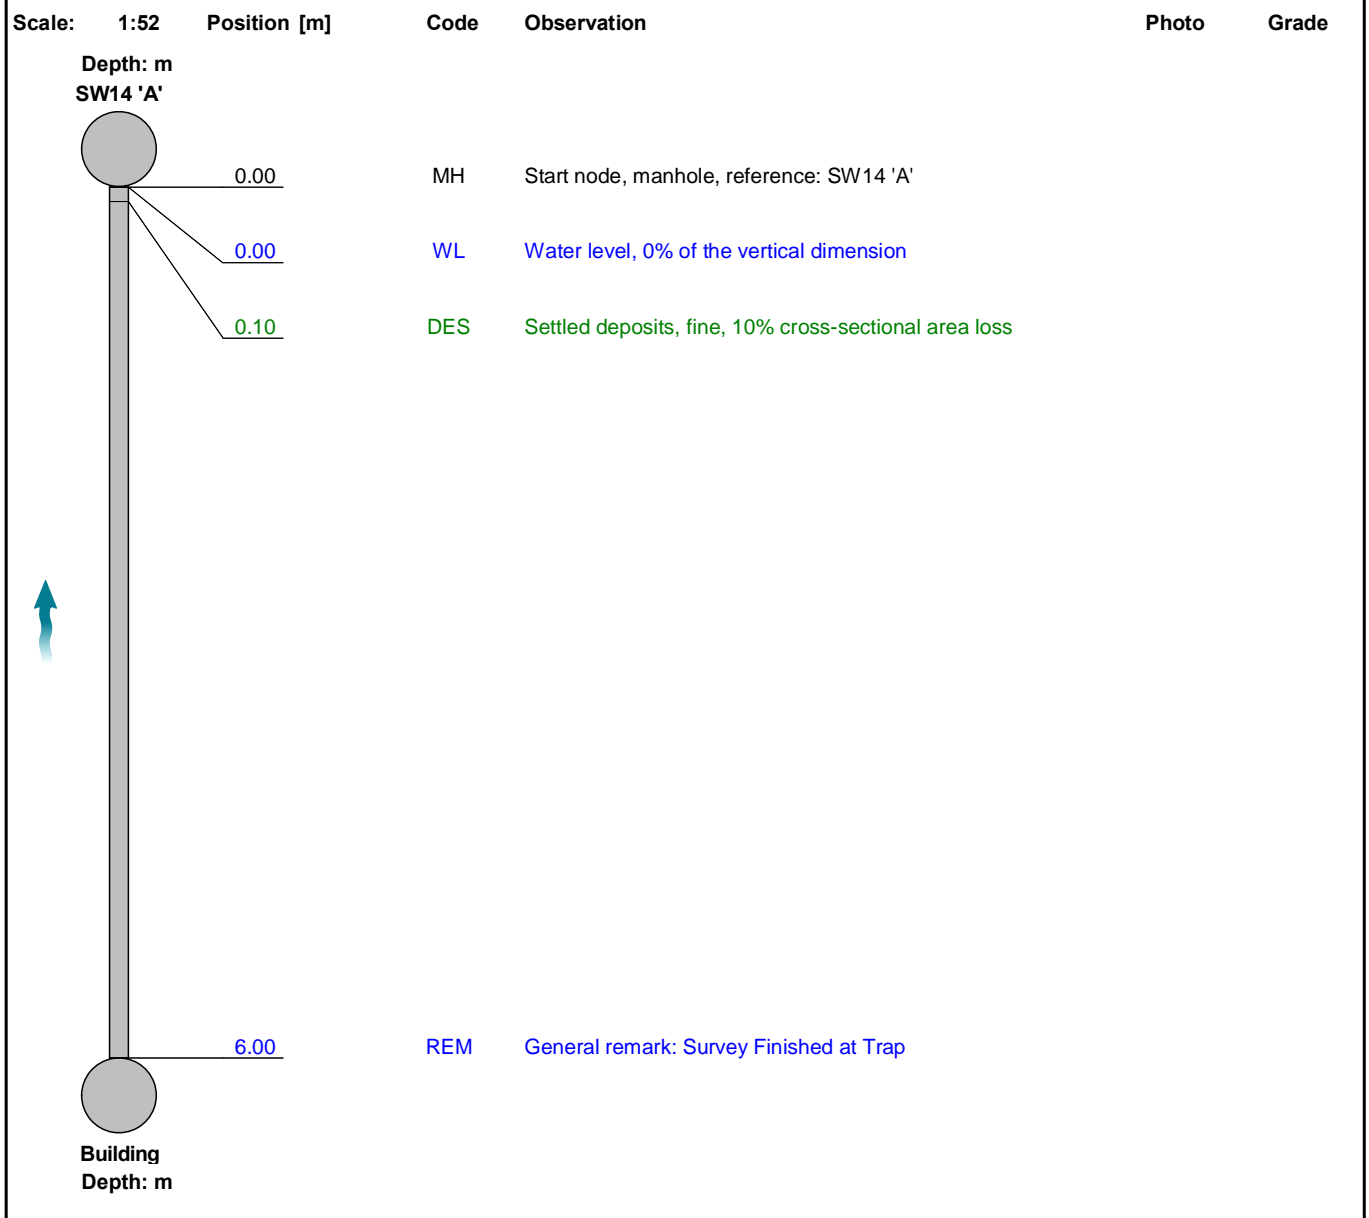 Scale: 1:52 Position [m] Code Observation Photo Grade
Depth: m
SW14 'A'
0.00 MH Start node, manhole, reference: SW14 'A'
0.00 WL Water level, 0% of the vertical dimension
0.10 DES Settled deposits, fine, 10% cross-sectional area loss
6.00 REM General remark: Survey Finished at Trap
Building
Depth: m